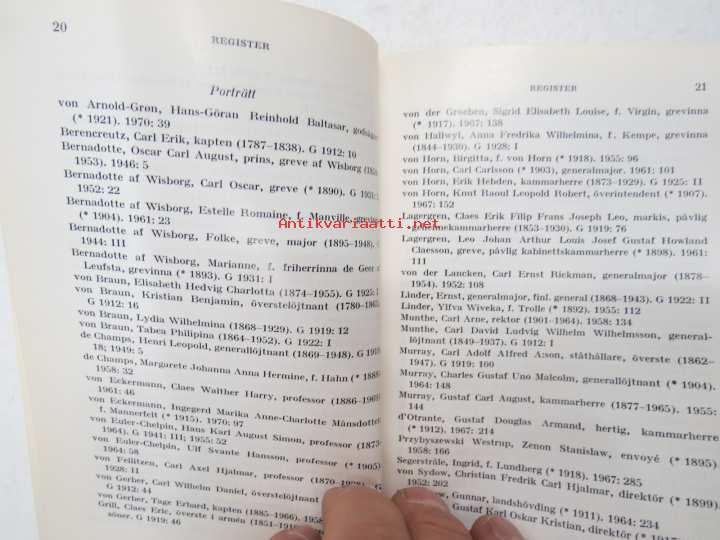 20
REGISTER
Porträtt
von Arnold-Grøn, Hans-Göran Reinhold Baltasar,
(* 1921). 1970: 39
Berencreutz, Carl Erik, kapten (1787–1838). G 1912: 10
Bernadotte, Oscar Carl August, prins, greve af Wisborg
1953). 1946: 5
Bernadotte af Wisborg, Carl Oscar, greve (* 1890). G 1931:
1952: 22
Bernadotte af Wisborg, Estelle Romaine, f. Manville,
(* 1904). 1961: 23
Bernadotte af Wisborg, Folke, greve, major (1895–1948).
1944: III
Bernadotte af Wisborg, Marianne, f. friherrinna de Geer af
Leufsta, grevinna (* 1893). G 1931: I
von Braun, Elisabeth Hedvig Charlotta (1874–1955). G 1925:
von Braun, Kristian Benjamin, överstelöjtnant (1780–
G 1912: 16
von Braun, Lydia Wilhelmina (1868–1929). G 1919: 12
von Braun, Tabea Philipina (1864–1952). G 1922: I
de Champs, Henri Leopold, generallöjtnant (1869–1948). G 1919:
18; 1949: 5
de Champs, Margarete Johanna Anna Hermine, f. Hahn (* 1888).
1958: 32
von Eckermann, Claes Walther Harry, professor (1886–1969).
1961: 46
von Eckermann, Ingegerd Marika Anne-Charlotte Månsdotter,
f. Mannerfelt (* 1915). 1970: 97
von Euler-Chelpin, Hans Karl August Simon, professor (1873–
1964). G 1941: III; 1955: 52
von Euler-Chelpin, Ulf Svante Hansson, professor (* 1905).
1964: 58
von Feilitzen, Carl Axel Hjalmar, professor (1870–
1928: 11
von Gerber, Carl Wilhelm Daniel, överstelöjtnant
G 1912: 44
von Gerber, Tage Erhard, kapten (1885–1966). 1958:
Grill, Claes Eric, överste i armén (1851–1919)
söner. G 1919: 46
REGISTER
21
von der Groeben, Sigrid Elisabeth Louise, f. Virgin, grevinna
(* 1913). 1967: 158
von Hallwyl, Anna Fredrika Wilhelmina, f. Kempe, grevinna
(1844–1930). G 1928: I
von Horn, Birgitta, f. von Horn (* 1918). 1955: 96
von Horn, Carl Carlsson (* 1903), generalmajor. 1961: 101
von Horn, Erik Hebden, kammarherre (1873–1929). G 1925: II
von Horn, Knut Raoul Leopold Robert, överintendent (* 1907).
1967: 152
Lagergren, Claes Erik Filip Frans Joseph Leo, markis, påvlig
geheimekammarherre (1853–1930). G 1919: 76
Lagergren, Leo Johan Arthur Louis Josef Gustaf Howland
Claesson, greve, påvlig kabinettskammarherre (* 1898). 1961:
111
von der Lancken, Carl Ernst Rickman, generalmajor (1878–
1954). 1952: 108
Linder, Ernst, generalmajor, finl. general (1868–1943). G 1922: II
Linder, Ylfva Wiveka, f. Trolle (* 1892). 1955: 112
Munthe, Carl Arne, rektor (1901–1964). 1958: 134
Munthe, Carl David Ludvig Wilhelm Wilhelmsson, general-
löjtnant (1849–1937). G 1912: I
Murray, Carl Adolf Alfred A:son, ståthållare, överste (1862–
1947). G 1919: I
Murray, Charles Gustaf Uno Malcolm, generallöjtnant (* 1904).
1964: 148
Murray, Gustaf Carl August, kammarherre (1877–1965). 1955:
144
d'Otrante, Gustaf Douglas Armand, hertig, kammarherre
(* 1912). 1967: 214
Przybyszewski Westrup, Zenon Stanislaw, envoyé (* 1895)
1958: 166
Segerstråle, Ingrid, f. Lundberg (* 1918). 1967: 285
von Sydow, Christian Fredrik Carl Hjalmar, direktör (* 1899).
1952: 202
Gunnar, landshövding (* 1911). 1964: 234
Gustaf Karl Oskar Kristian, direktör
Antikvariaatti.net